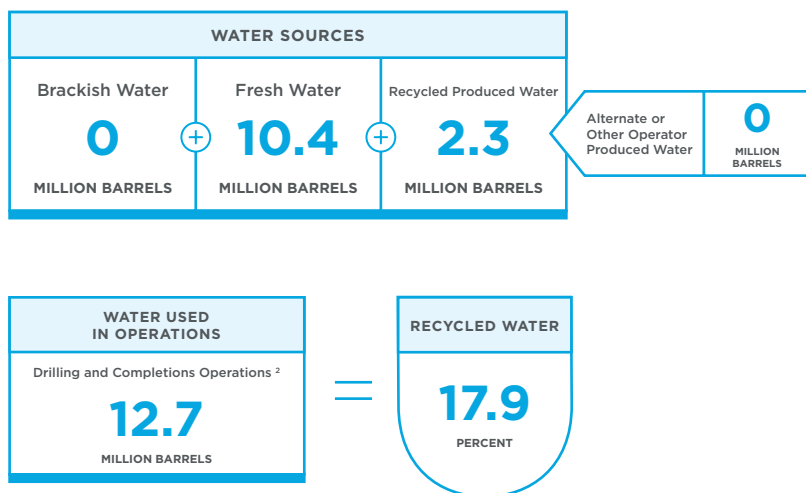 WATER SOURCES
Brackish Water
0
MILLION BARRELS
+
Fresh Water
10.4
MILLION BARRELS
+
Recycled Produced Water
2.3
MILLION BARRELS
Alternate or
Other Operator
Produced Water
0
MILLION
BARRELS
WATER USED
IN OPERATIONS
Drilling and Completions Operations ²
12.7
MILLION BARRELS
=
RECYCLED WATER
17.9
PERCENT